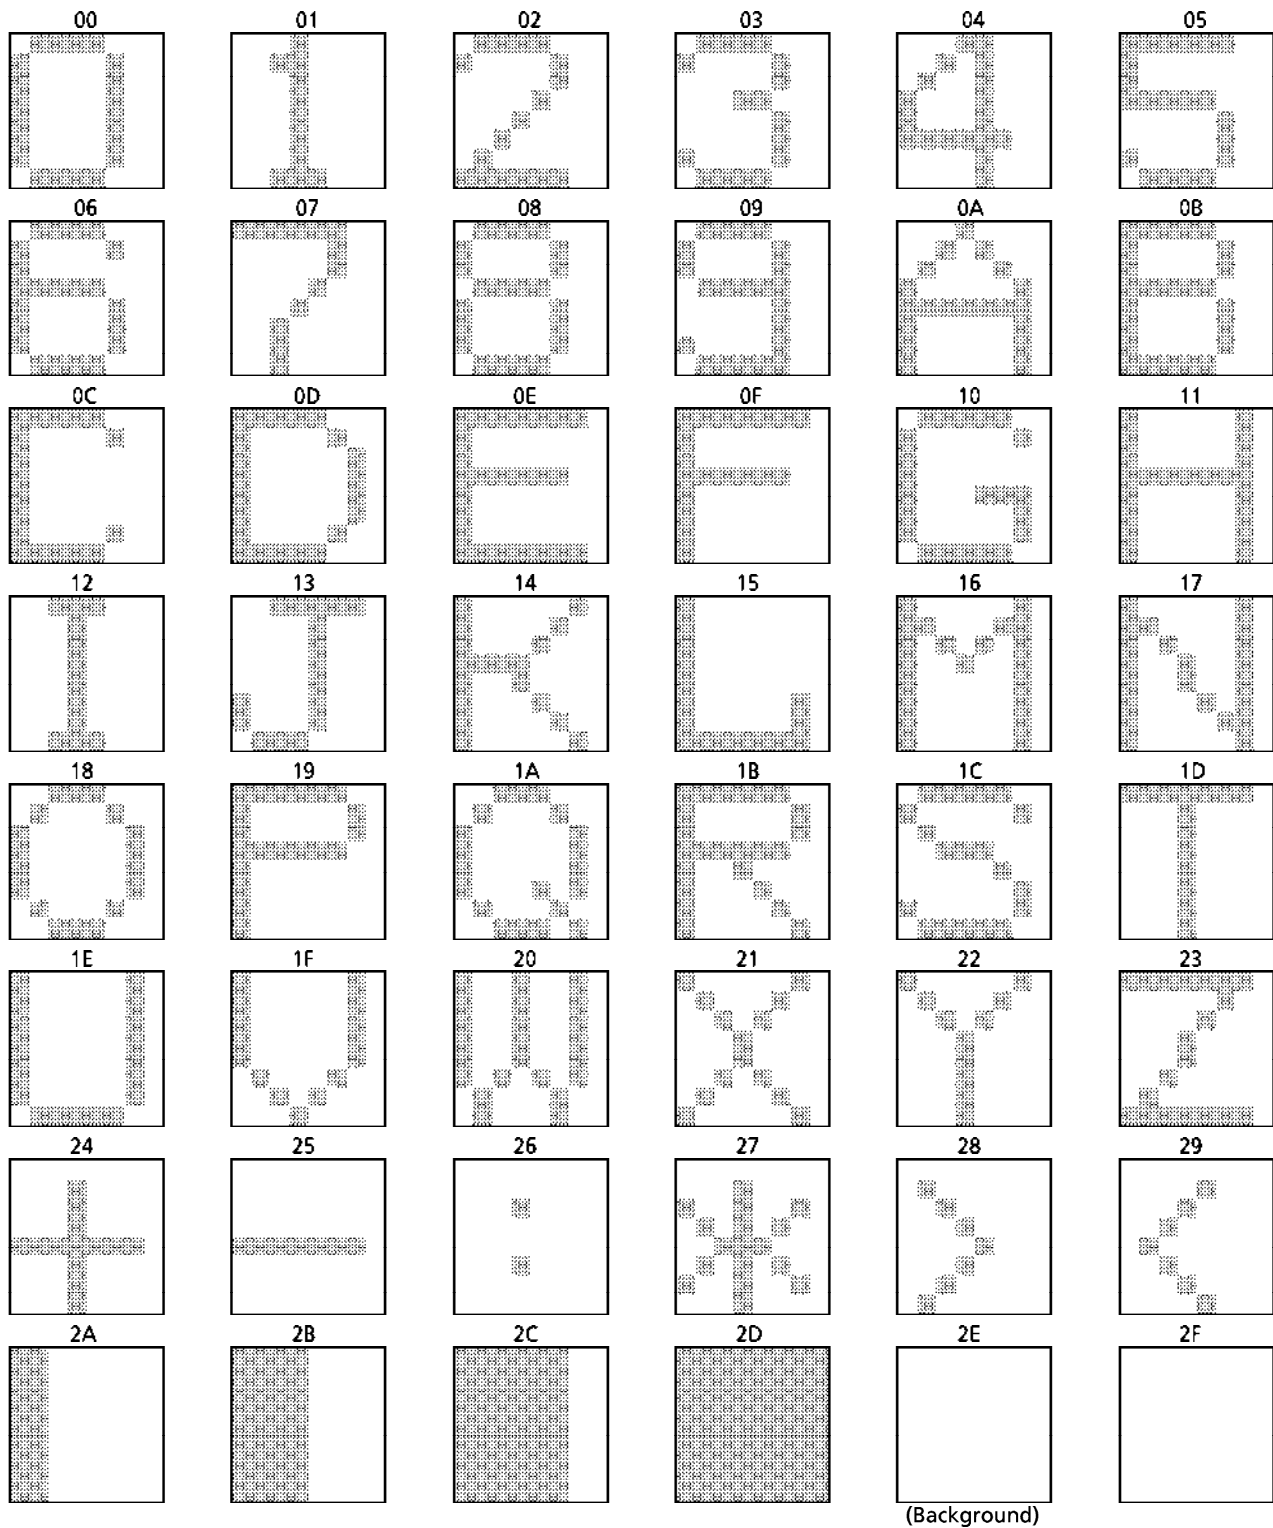 00 01 02 03 04 05
0 1 2 3 4 5
06 07 08 09 0A 0B
6 7 8 9 A B
0C 0D 0E 0F 10 11
C D E F G H
12 13 14 15 16 17
I J K L M N
18 19 1A 1B 1C 1D
O P Q R S T
1E 1F 20 21 22 23
U V W X Y Z
24 25 26 27 28 29
+ - : * > <
2A 2B 2C 2D 2E 2F
(Background)